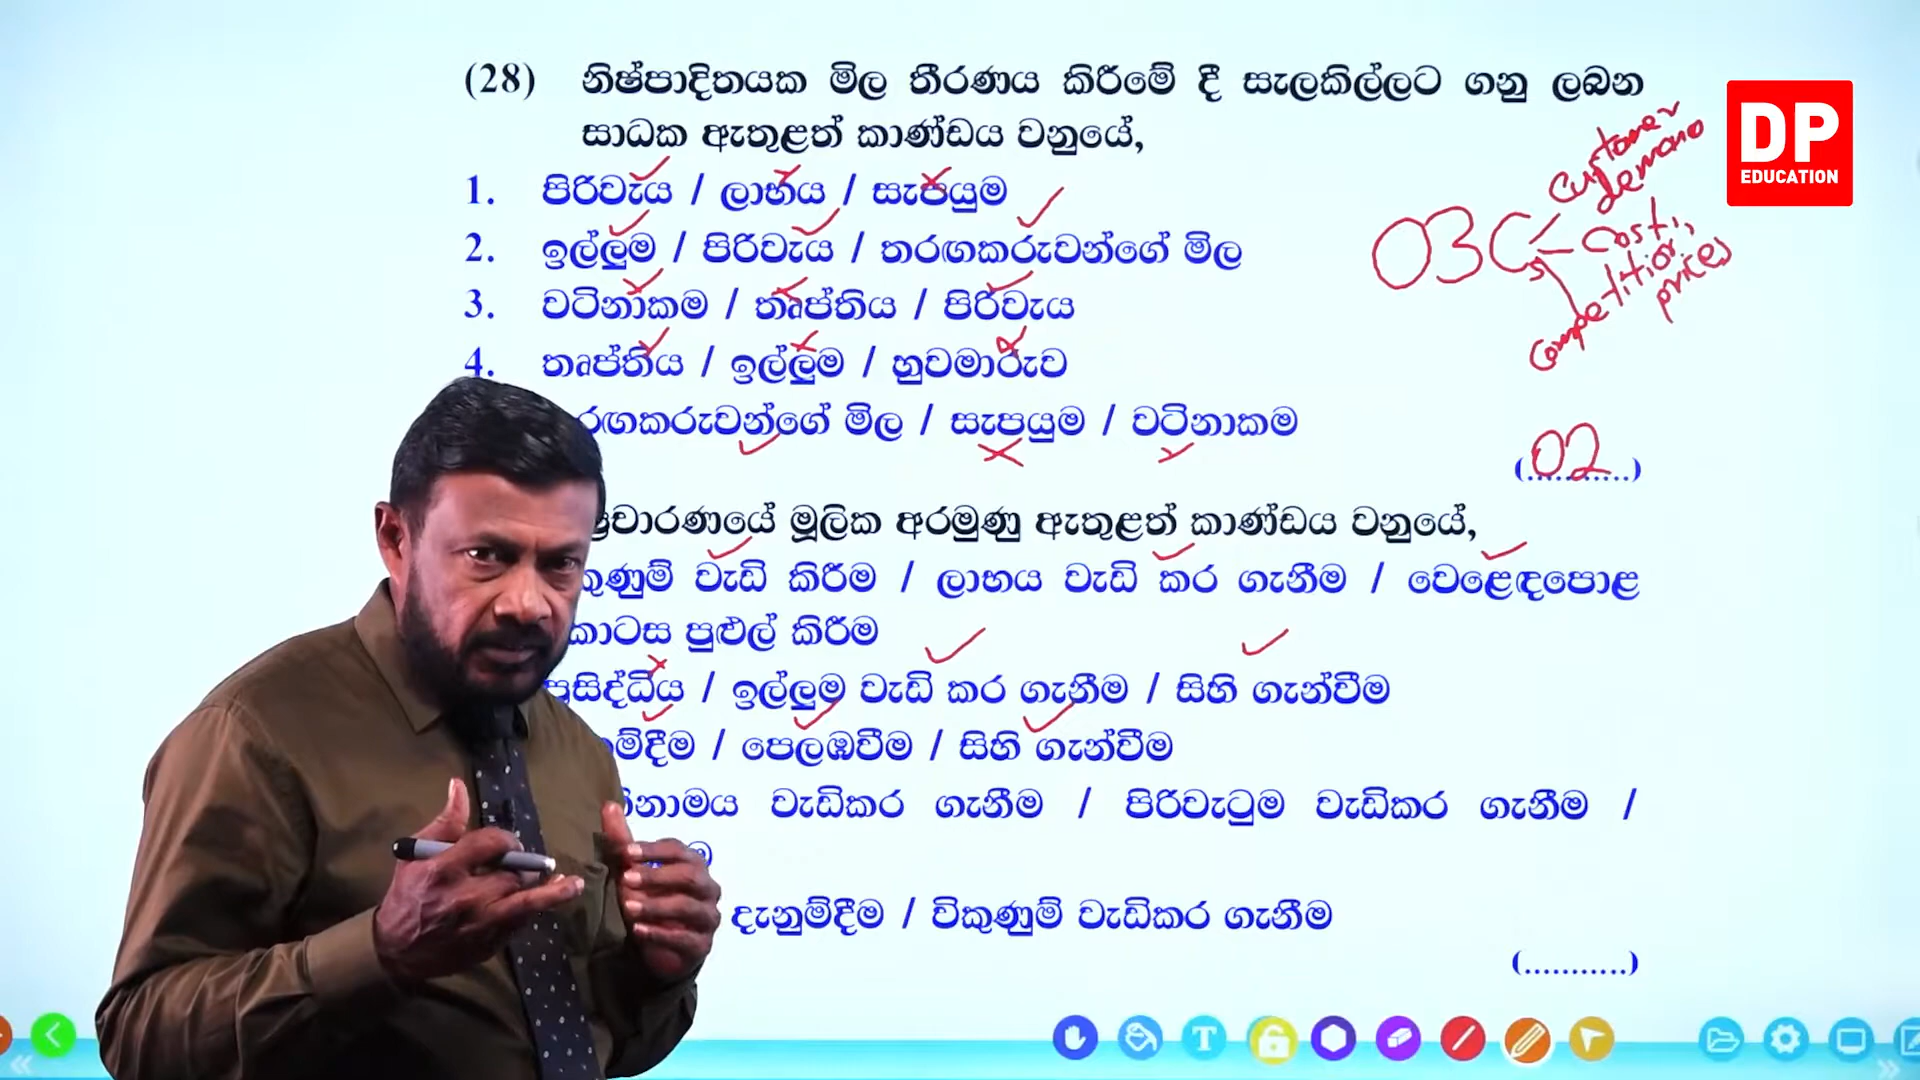 (28) නිෂ්පාදිතයක මිල තීරණය කිරීමේ දී සැලකිල්ලට ගනු ලබන
සාධක ඇතුළත් කාණ්ඩය වනුයේ,
1. පිරිවැය / ලාභය / සැපයුම
2. ඉල්ලුම / පිරිවැය / තරඟකරුවන්ගේ මිල
3. වටිනාකම / තෘප්තිය / පිරිවැය
4. තෘප්තිය / ඉල්ලුම / හුවමාරුව
රඟකරුවන්ගේ මිල / සැපයුම / වටිනාකම
(02)
ප්‍රචාරණයේ මූලික අරමුණු ඇතුළත් කාණ්ඩය වනුයේ,
කුණුම් වැඩි කිරීම / ලාභය වැඩි කර ගැනීම / වෙළෙඳපොළ
කොටස පුළුල් කිරීම
ප්‍රසිද්ධිය / ඉල්ලුම වැඩි කර ගැනීම / සිහි ගැන්වීම
ම්දීම / පෙලඹවීම / සිහි ගැන්වීම
නාමය වැඩිකර ගැනීම / පිරිවැටුම වැඩිකර ගැනීම /
දැනුම්දීම / විකුණුම් වැඩිකර ගැනීම
(...........)
03 Cs
Customer
demand
Cost
competition
prices
DP
EDUCATION
T